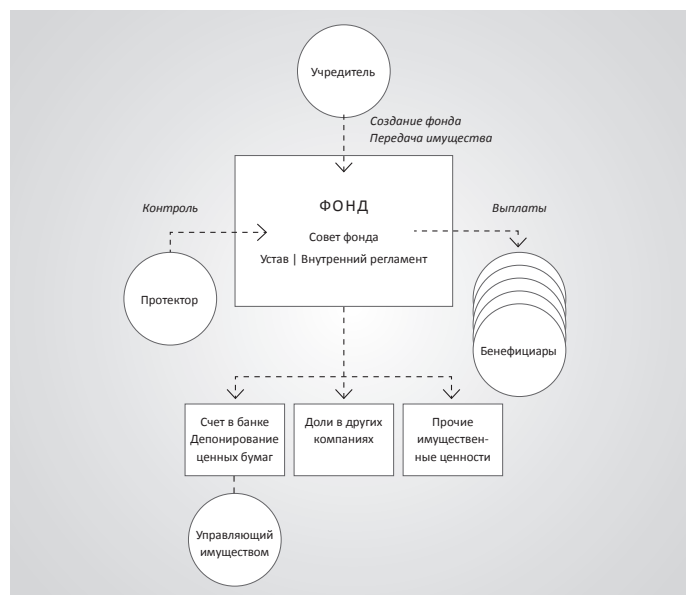 Учредитель
Создание фонда
Передача имущества
ФОНД
Контроль
Выплаты
Совет фонда
Устав | Внутренний регламент
Протектор
Бенефициары
Счет в банке
Депонирование
ценных бумаг
Доли в других
компаниях
Прочие
имуществен-
ные ценности
Управляющий
имуществом